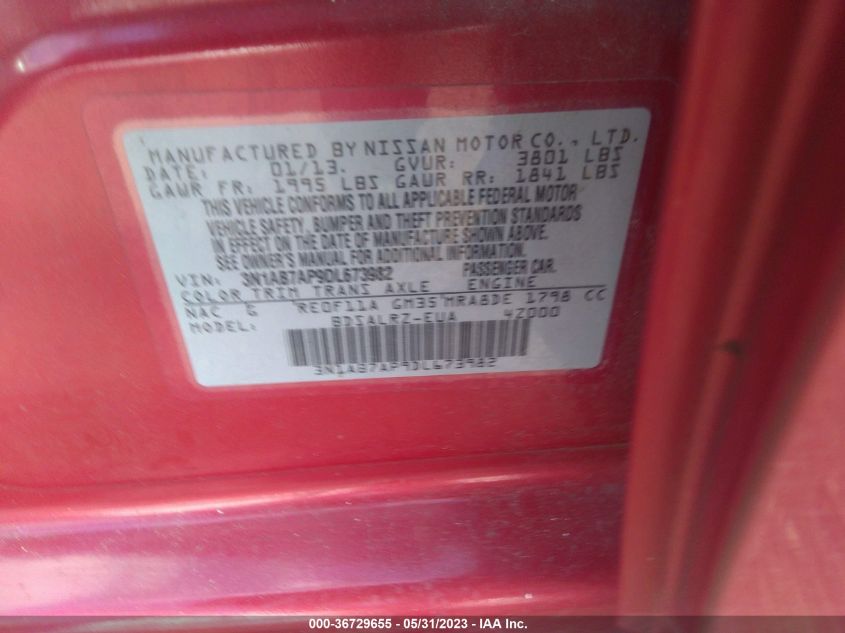 MANUFACTURED BY NISSAN MOTOR CO., LTD.
DATE: 01/13. GVWR: 3801 LBS
GAWR FR: 1995 LBS GAWR RR: 1841 LBS
THIS VEHICLE CONFORMS TO ALL APPLICABLE FEDERAL MOTOR
VEHICLE SAFETY, BUMPER AND THEFT PREVENTION STANDARDS
IN EFFECT ON THE DATE OF MANUFACTURE SHOWN ABOVE.
SEE OWNER'S MANUAL FOR ADDITIONAL INFORMATION.
VIN: 3N1AB7AP9DL673982 PASSENGER CAR.
COLOR TRIM TRANS AXLE ENGINE
NAC G RE0F11A GM35 MRA8DE 1798 CC
MODEL: BDSALRZ-EUA 4Z000
3N1AB7AP9DL673982
000-36729655 - 05/31/2023 - IAA Inc.